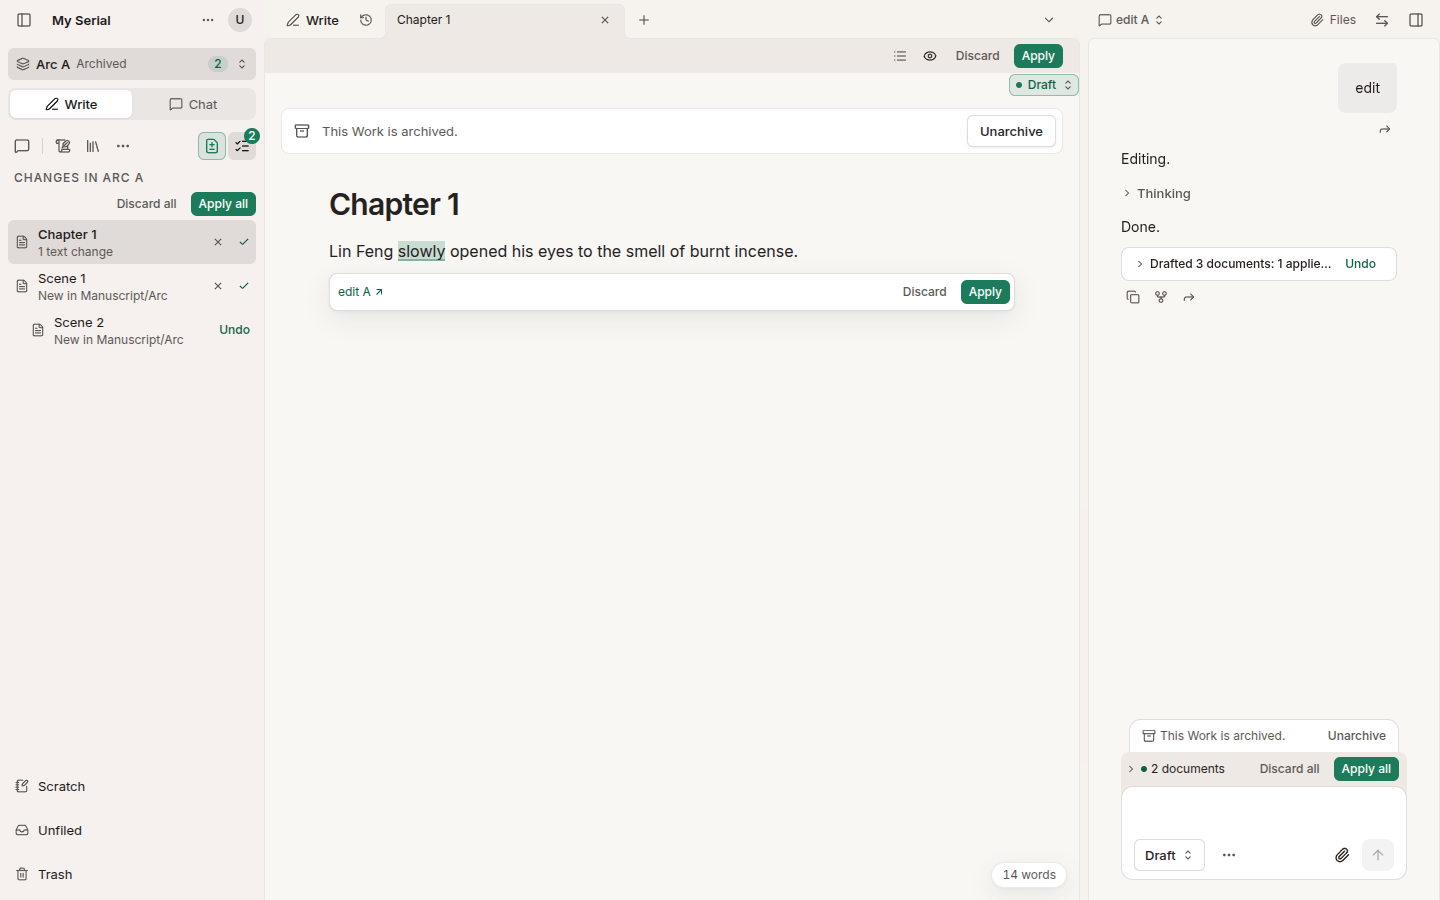 My Serial
U
Arc A Archived 2
Write
Chat
2
CHANGES IN ARC A
Discard all
Apply all
Chapter 1
1 text change
Scene 1
New in Manuscript/Arc
Scene 2
New in Manuscript/Arc
Undo
Scratch
Unfiled
Trash
Write
Chapter 1
Discard
Apply
Draft
This Work is archived.
Unarchive
Chapter 1
Lin Feng slowly opened his eyes to the smell of burnt incense.
edit A
Discard
Apply
14 words
edit A
Files
edit
Editing.
Thinking
Done.
Drafted 3 documents: 1 applie...
Undo
This Work is archived.
Unarchive
2 documents
Discard all
Apply all
Draft